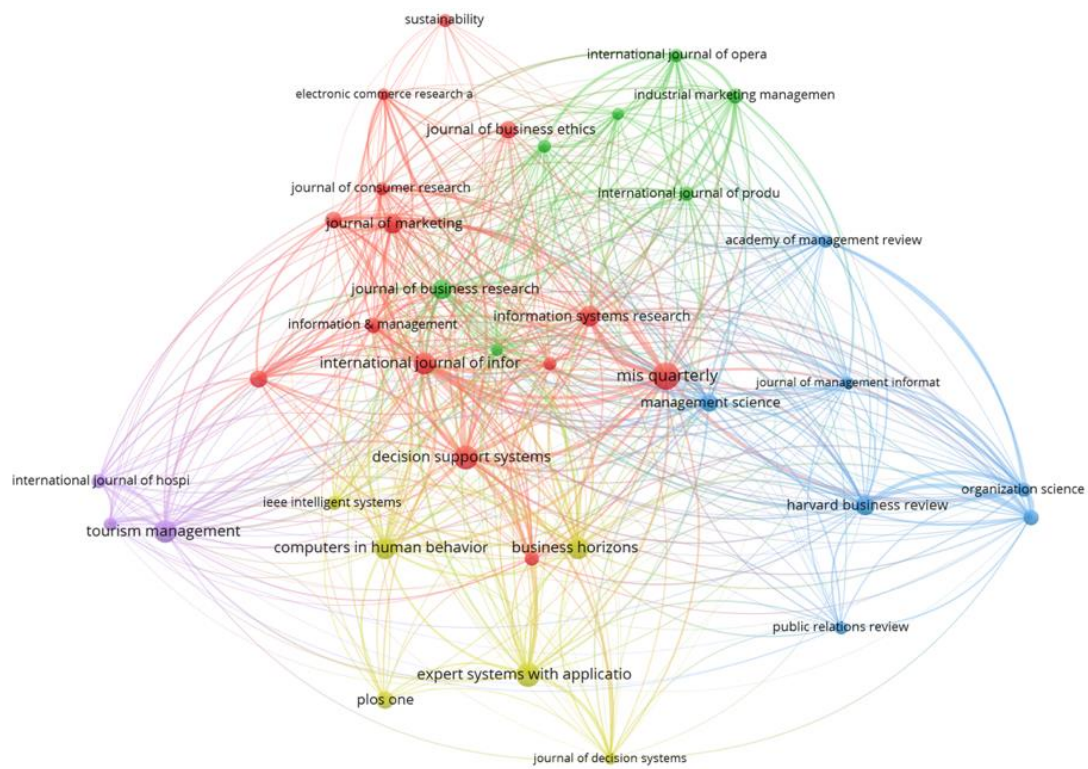 sustainability
international journal of opera
electronic commerce research a
industrial marketing managemen
journal of business ethics
journal of consumer research
international journal of produ
journal of marketing
academy of management review
journal of business research
information systems research
information & management
international journal of infor
mis quarterly
journal of management informat
management science
decision support systems
international journal of hospi
organization science
ieee intelligent systems
harvard business review
tourism management
computers in human behavior
business horizons
public relations review
expert systems with applicatio
plos one
journal of decision systems